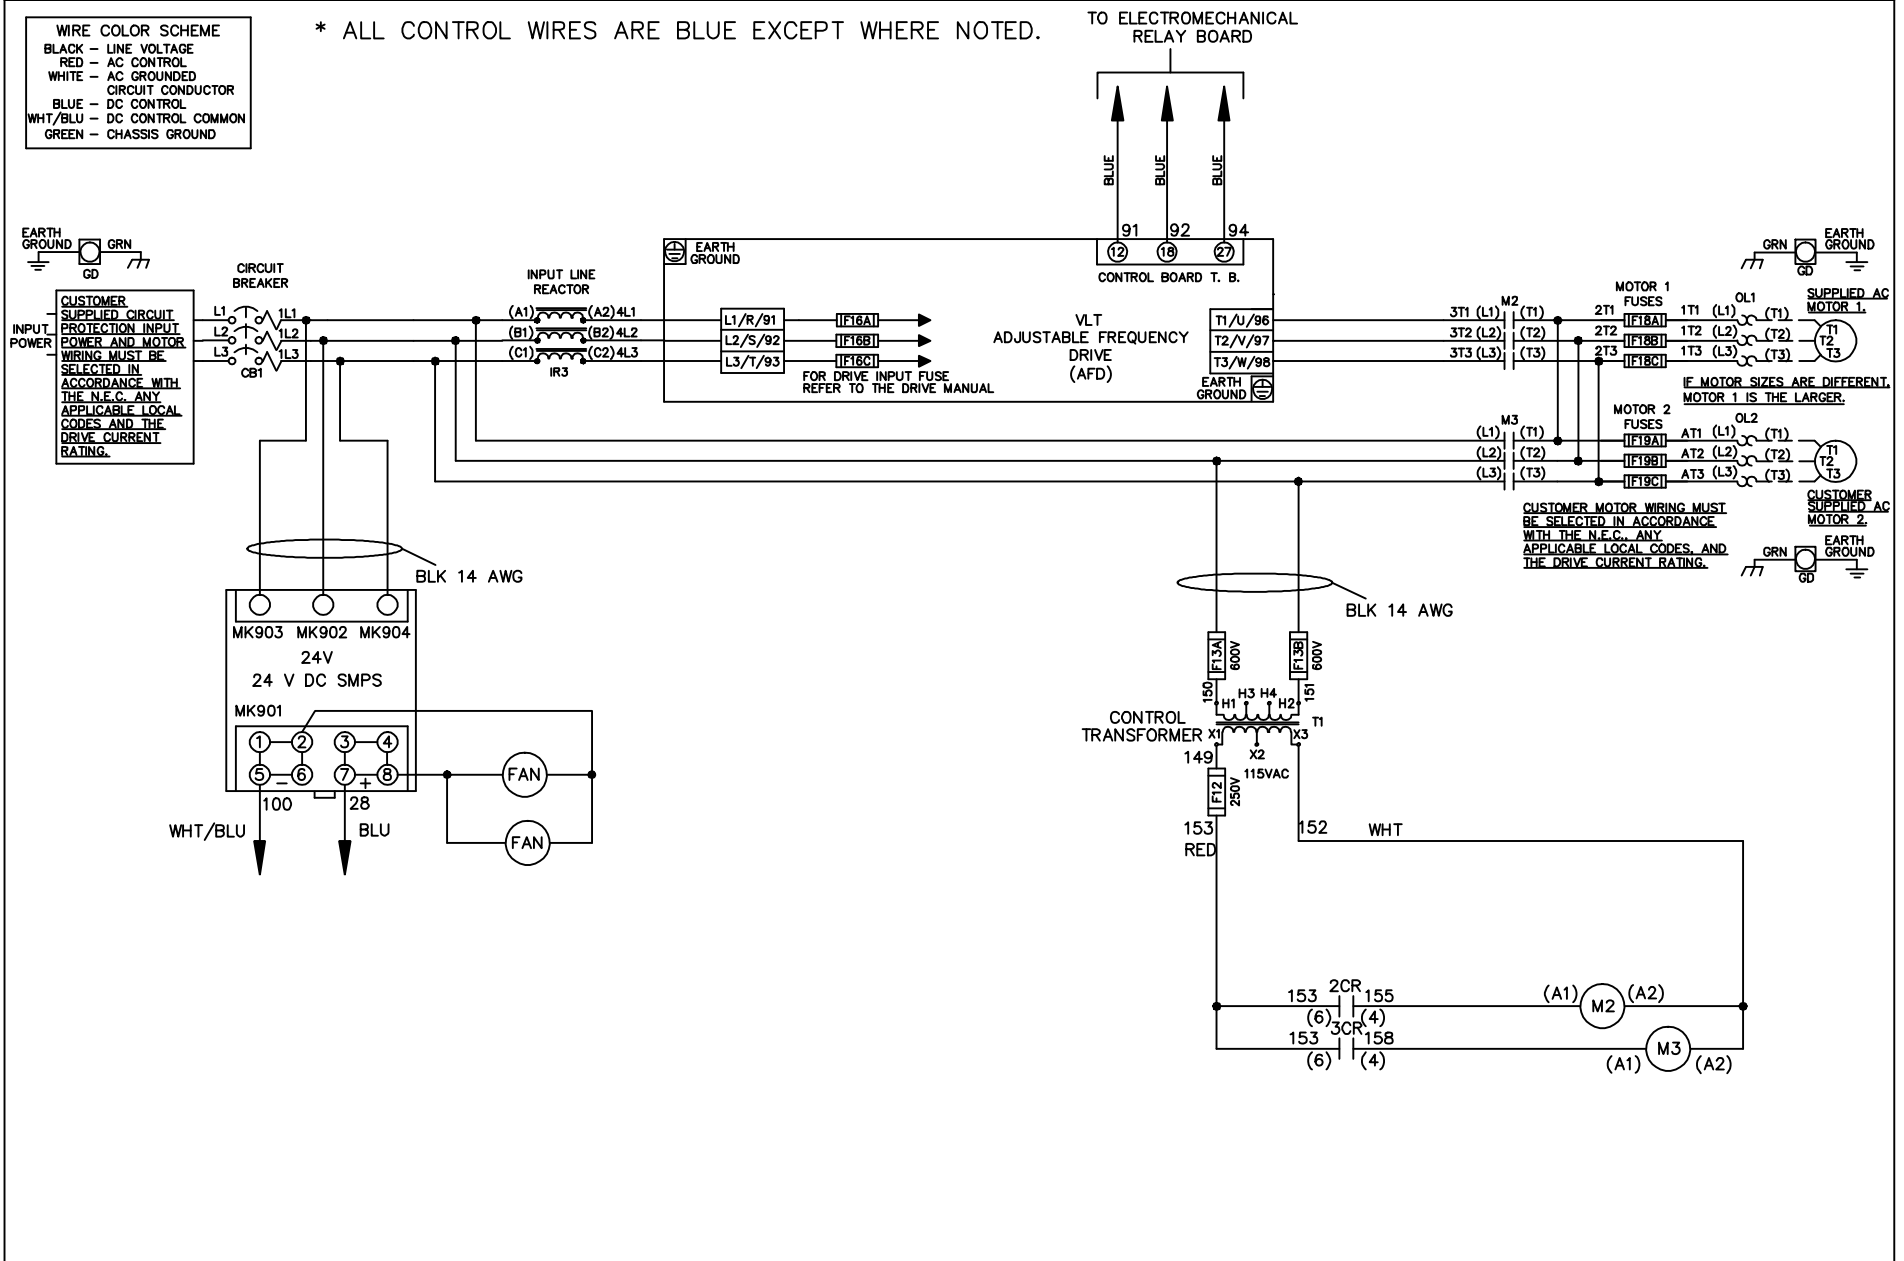 WIRE COLOR SCHEME
BLACK – LINE VOLTAGE
RED – AC CONTROL
WHITE – AC GROUNDED
CIRCUIT CONDUCTOR
BLUE – DC CONTROL
WHT/BLU – DC CONTROL COMMON
GREEN – CHASSIS GROUND
* ALL CONTROL WIRES ARE BLUE EXCEPT WHERE NOTED.
TO ELECTROMECHANICAL
RELAY BOARD
BLUE
BLUE
BLUE
91 92 94
12 18 27
CONTROL BOARD T. B.
EARTH
GROUND
GRN
GD
CIRCUIT
BREAKER
INPUT
POWER
CUSTOMER
SUPPLIED CIRCUIT
PROTECTION INPUT
POWER AND MOTOR
WIRING MUST BE
SELECTED IN
ACCORDANCE WITH
THE N.E.C. ANY
APPLICABLE LOCAL
CODES AND THE
DRIVE CURRENT
RATING.
L1 1L1
L2 1L2
L3 1L3
CB1
INPUT LINE
REACTOR
(A1) (A2) 4L1
(B1) (B2) 4L2
(C1) (C2) 4L3
IR3
EARTH
GROUND
L1/R/91 F16A
L2/S/92 F16B
L3/T/93 F16C
FOR DRIVE INPUT FUSE
REFER TO THE DRIVE MANUAL
VLT
ADJUSTABLE FREQUENCY
DRIVE
(AFD)
T1/U/96
T2/V/97
T3/W/98
EARTH
GROUND
M2
3T1 (L1) (T1)
3T2 (L2) (T2)
3T3 (L3) (T3)
MOTOR 1
FUSES
OL1
2T1 F18A 1T1 (L1) (T1)
2T2 F18B 1T2 (L2) (T2)
2T3 F18C 1T3 (L3) (T3)
T1
T2
T3
GRN
GD
EARTH
GROUND
SUPPLIED AC
MOTOR 1.
IF MOTOR SIZES ARE DIFFERENT,
MOTOR 1 IS THE LARGER.
M3
(L1) (T1)
(L2) (T2)
(L3) (T3)
MOTOR 2
FUSES
OL2
F19A AT1 (L1) (T1)
F19B AT2 (L2) (T2)
F19C AT3 (L3) (T3)
T1
T2
T3
CUSTOMER
SUPPLIED AC
MOTOR 2.
CUSTOMER MOTOR WIRING MUST
BE SELECTED IN ACCORDANCE
WITH THE N.E.C., ANY
APPLICABLE LOCAL CODES, AND
THE DRIVE CURRENT RATING.
GRN
GD
EARTH
GROUND
BLK 14 AWG
MK903 MK902 MK904
24V
24 V DC SMPS
MK901
1 2 3 4
5 – 6 7 + 8
100 28
WHT/BLU BLU
FAN
FAN
BLK 14 AWG
F13A
600V
F13B
600V
150
151
H1 H3 H4 H2
T1
CONTROL
TRANSFORMER
X1 X2 X3
115VAC
149
F12
250V
153
RED
152 WHT
153 2CR 155 (A1) M2 (A2)
(6) (4)
153 3CR 158 M3
(6) (4) (A1) (A2)